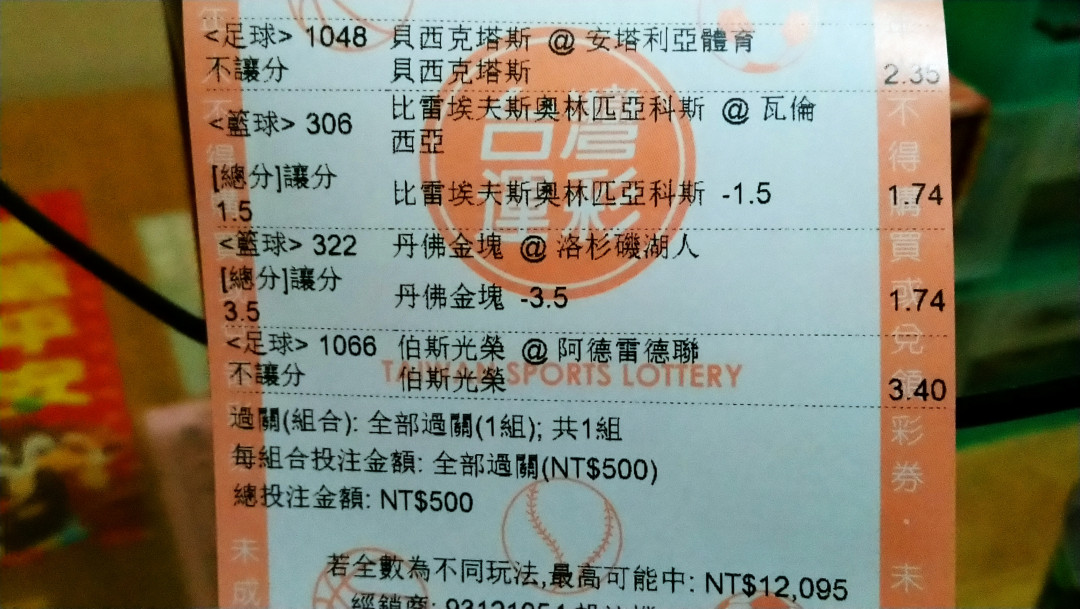 <足球> 1048 貝西克塔斯 @ 安塔利亞體育
不讓分 貝西克塔斯 2.35
<籃球> 306 比雷埃夫斯奧林匹亞科斯 @ 瓦倫
西亞
[總分]讓分
1.5 比雷埃夫斯奧林匹亞科斯 -1.5 1.74
<籃球> 322 丹佛金塊 @ 洛杉磯湖人
[總分]讓分
3.5 丹佛金塊 -3.5 1.74
<足球> 1066 伯斯光榮 @ 阿德雷德聯
不讓分 伯斯光榮 3.40
過關(組合): 全部過關(1組); 共1組
每組合投注金額: 全部過關(NT$500)
總投注金額: NT$500
若全數為不同玩法,最高可能中: NT$12,095
經銷商:
台灣
運彩
TAIWAN SPORTS LOTTERY
不得購買或兌領彩券．未
未成